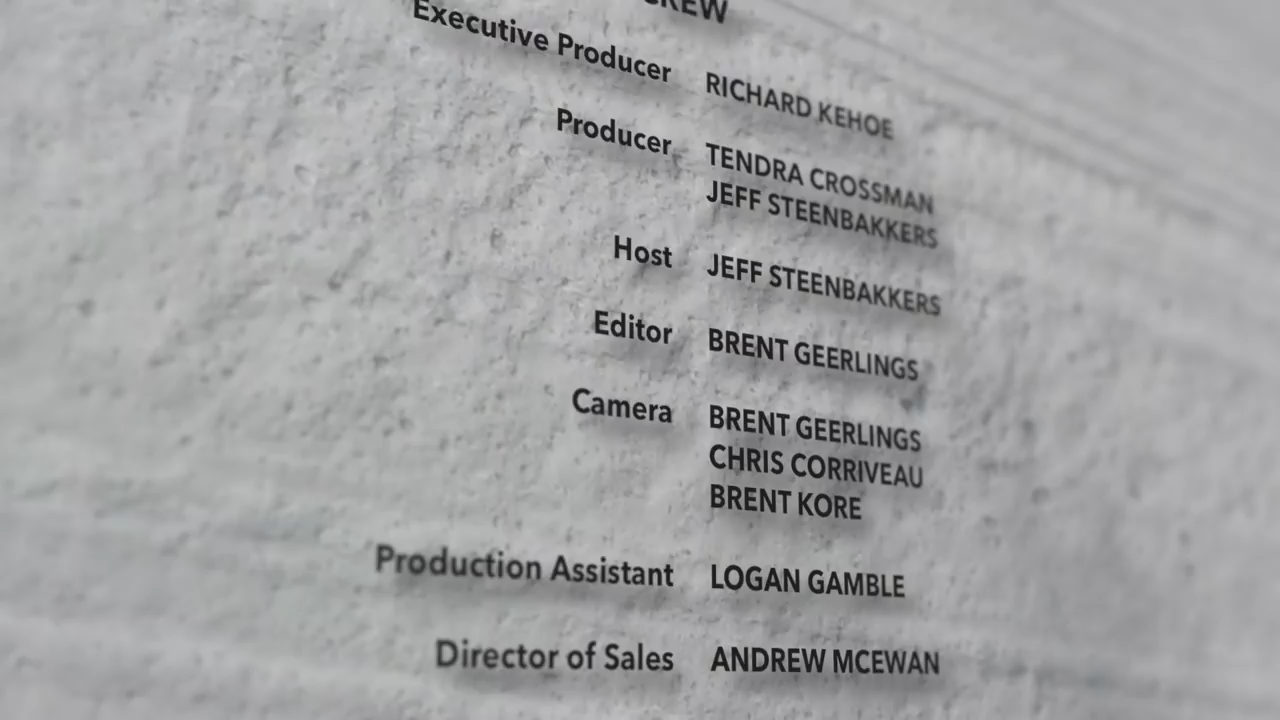 CREW
Executive Producer RICHARD KEHOE
Producer TENDRA CROSSMAN
JEFF STEENBAKKERS
Host JEFF STEENBAKKERS
Editor BRENT GEERLINGS
Camera BRENT GEERLINGS
CHRIS CORRIVEAU
BRENT KORE
Production Assistant LOGAN GAMBLE
Director of Sales ANDREW MCEWAN